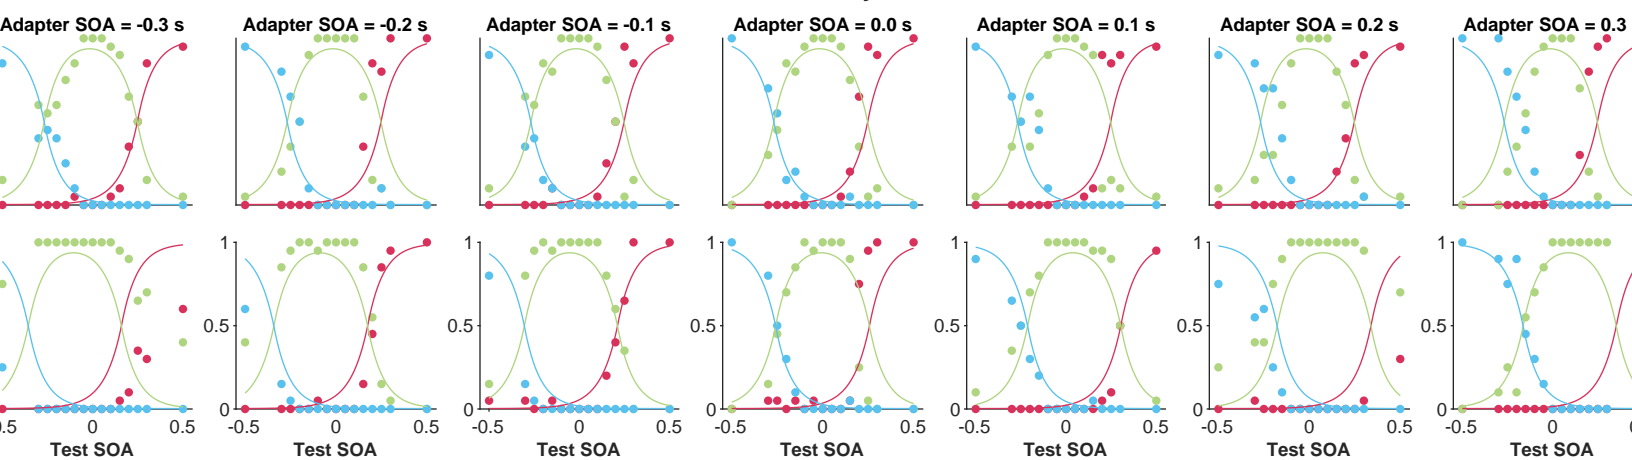 Adapter SOA = -0.3 s Adapter SOA = -0.2 s Adapter SOA = -0.1 s Adapter SOA = 0.0 s Adapter SOA = 0.1 s Adapter SOA = 0.2 s Adapter SOA = 0.3
1 1 1 1 1 1
0.5 0.5 0.5 0.5 0.5 0.5
0 0 0 0 0 0
0.5 0 0.5 -0.5 0 0.5 -0.5 0 0.5 -0.5 0 0.5 -0.5 0 0.5 -0.5 0 0.5 -0.5 0
Test SOA Test SOA Test SOA Test SOA Test SOA Test SOA Test SOA